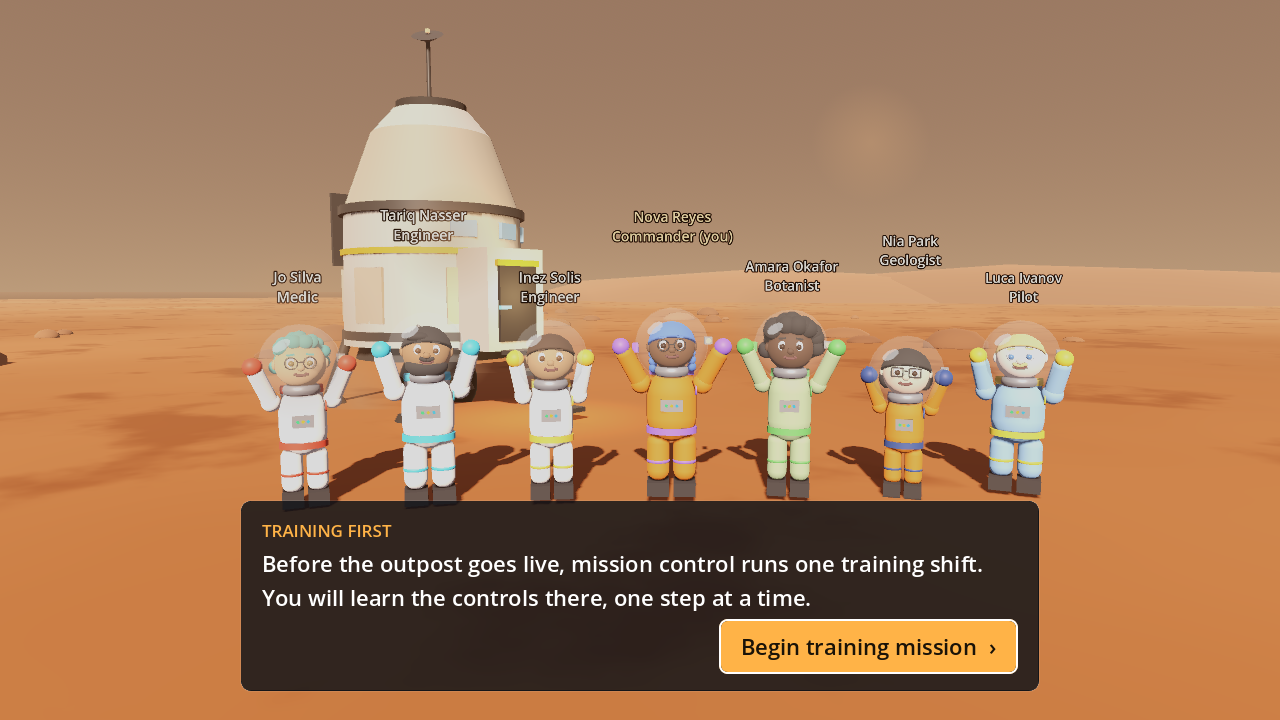 Tariq Nasser
Engineer
Nova Reyes
Commander (you)
Nia Park
Geologist
Jo Silva
Medic
Inez Solis
Engineer
Amara Okafor
Botanist
Luca Ivanov
Pilot
TRAINING FIRST
Before the outpost goes live, mission control runs one training shift.
You will learn the controls there, one step at a time.
Begin training mission ›